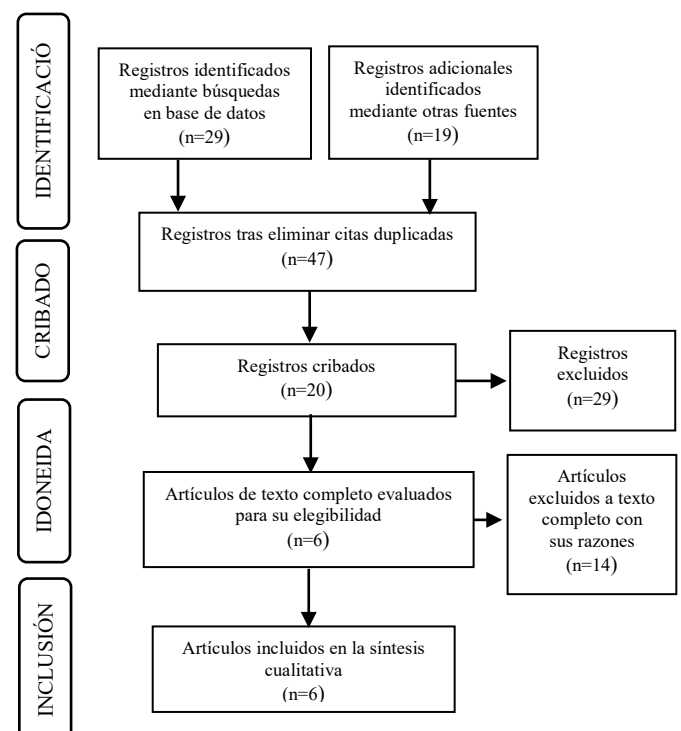 IDENTIFICACIÓ
Registros identificados
mediante búsquedas
en base de datos
(n=29)
Registros adicionales
identificados
mediante otras fuentes
(n=19)
Registros tras eliminar citas duplicadas
(n=47)
CRIBADO
Registros cribados
(n=20)
Registros
excluidos
(n=29)
IDONEIDA
Artículos de texto completo evaluados
para su elegibilidad
(n=6)
Artículos
excluidos a texto
completo con
sus razones
(n=14)
INCLUSIÓN
Artículos incluidos en la síntesis
cualitativa
(n=6)